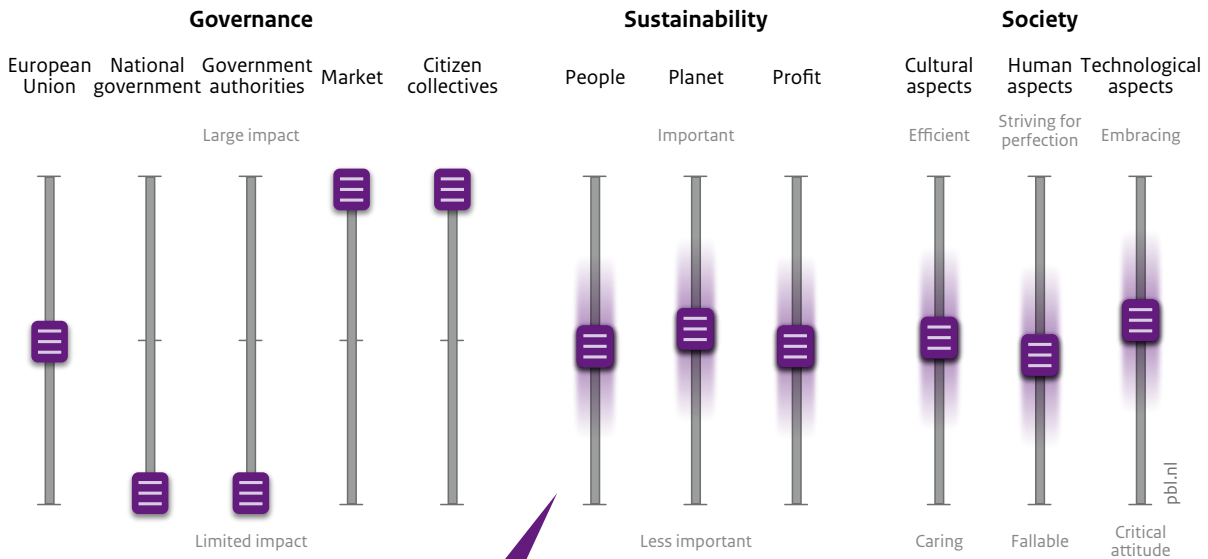 Governance
Sustainability
Society
European
Union
National
government
Government
authorities
Market
Citizen
collectives
People
Planet
Profit
Cultural
aspects
Human
aspects
Technological
aspects
Large impact
Important
Efficient
Striving for
perfection
Embracing
Limited impact
Less important
Caring
Fallable
Critical
attitude
pbl.nl